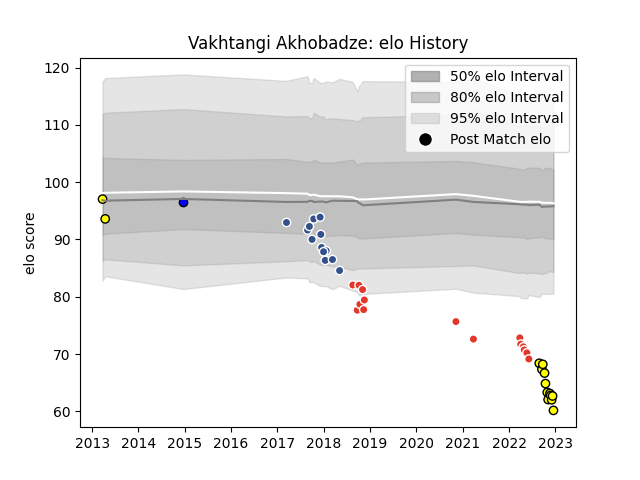 Vakhtangi Akhobadze: elo History
120
110
100
90
80
70
60
elo score
50% elo Interval
80% elo Interval
95% elo Interval
Post Match elo
2013 2014 2015 2016 2017 2018 2019 2020 2021 2022 2023